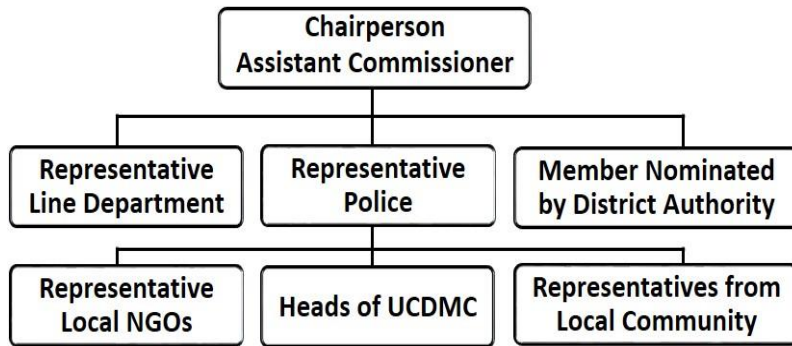 Chairperson
Assistant Commissioner
Representative
Line Department
Representative
Police
Member Nominated
by District Authority
Representative
Local NGOs
Heads of UCDMC
Representatives from
Local Community